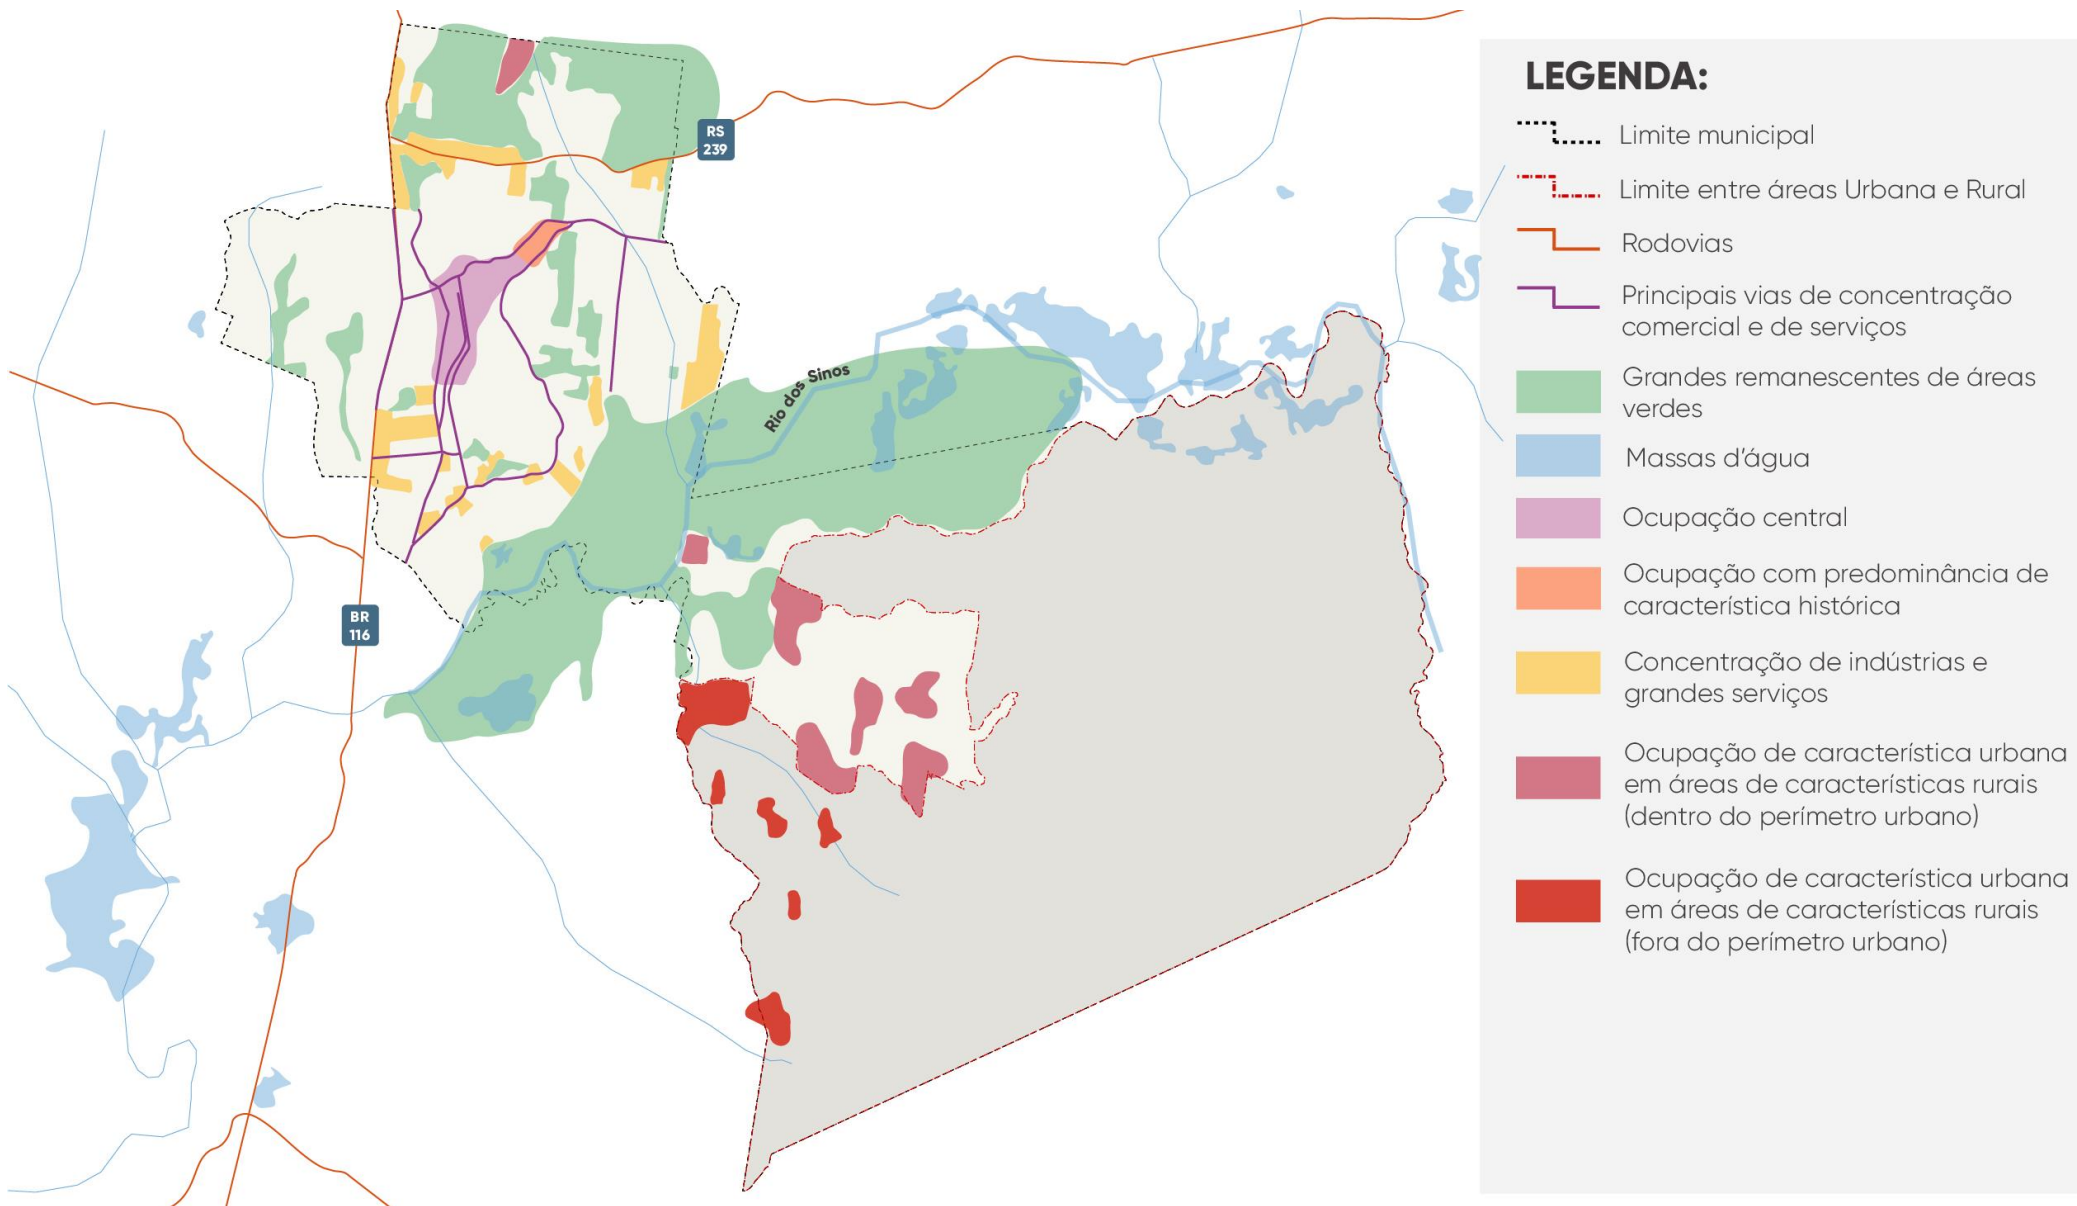 RS
239
Rio dos Sinos
BR
116
LEGENDA:
Limite municipal
Limite entre áreas Urbana e Rural
Rodovias
Principais vias de concentração
comercial e de serviços
Grandes remanescentes de áreas
verdes
Massas d'água
Ocupação central
Ocupação com predominância de
característica histórica
Concentração de indústrias e
grandes serviços
Ocupação de característica urbana
em áreas de características rurais
(dentro do perímetro urbano)
Ocupação de característica urbana
em áreas de características rurais
(fora do perímetro urbano)